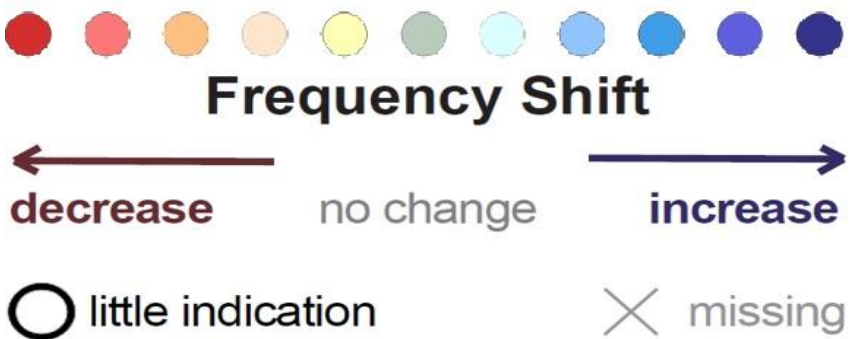 Frequency Shift
decrease no change increase
little indication missing